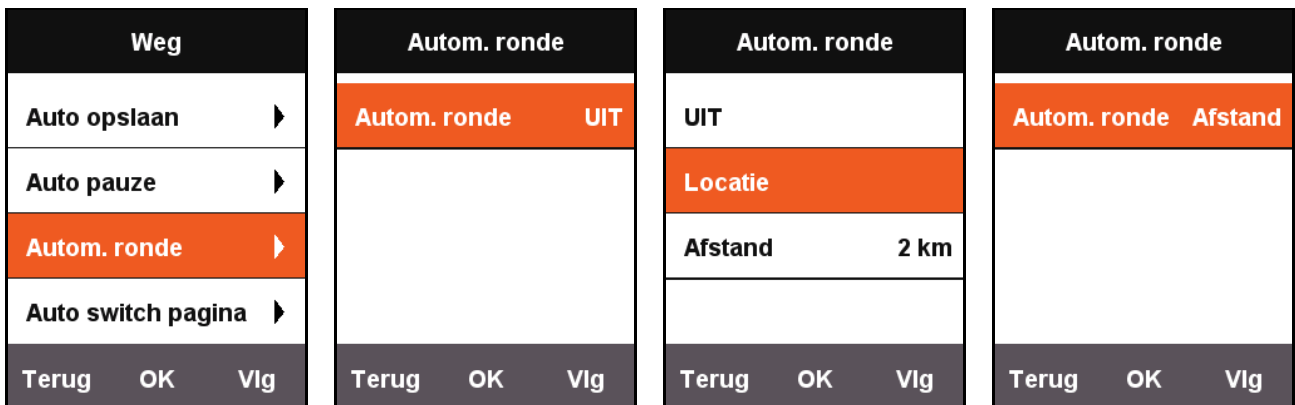 Weg
Auto opslaan
Auto pauze
Autom. ronde
Auto switch pagina
Terug OK Vlg
Autom. ronde
Autom. ronde UIT
Terug OK Vlg
Autom. ronde
UIT
Locatie
Afstand 2 km
Terug OK Vlg
Autom. ronde
Autom. ronde Afstand
Terug OK Vlg